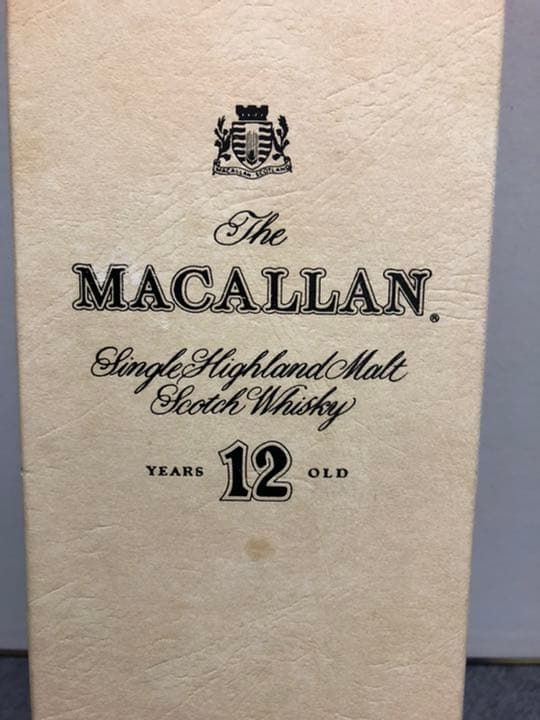 MACALLAN SCOTLAND
The
MACALLAN®
Single Highland Malt
Scotch Whisky
YEARS 12 OLD